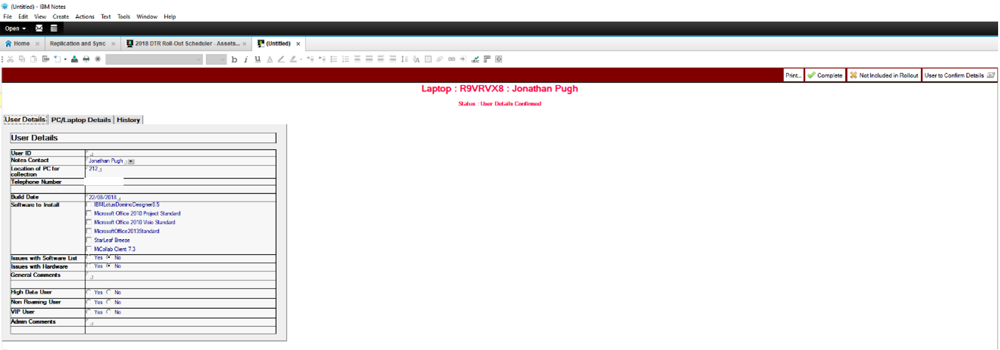 (Untitled) - IBM Notes
File Edit View Create Actions Text Tools Window Help
Open
Home Replication and Sync 2018 DTR Roll-Out Scheduler - Assets... (Untitled)
Print... Complete Not Included in Rollout User to Confirm Details
Laptop : R9VRVX8 : Jonathan Pugh
Status : User Details Confirmed
User Details PC/Laptop Details History
User Details
User ID
Notes Contact Jonathan Pugh
Location of PC for collection 212
Telephone Number
Build Date 22/08/2018
Software to Install IBMLotusDominoDesigner8.5
Microsoft Office 2010 Project Standard
Microsoft Office 2010 Visio Standard
MicrosoftOffice2013Standard
StarLeaf Breeze
MiCollab Client 7.3
Issues with Software List Yes No
Issues with Hardware Yes No
General Comments
High Data User Yes No
Non Roaming User Yes No
VIP User Yes No
Admin Comments